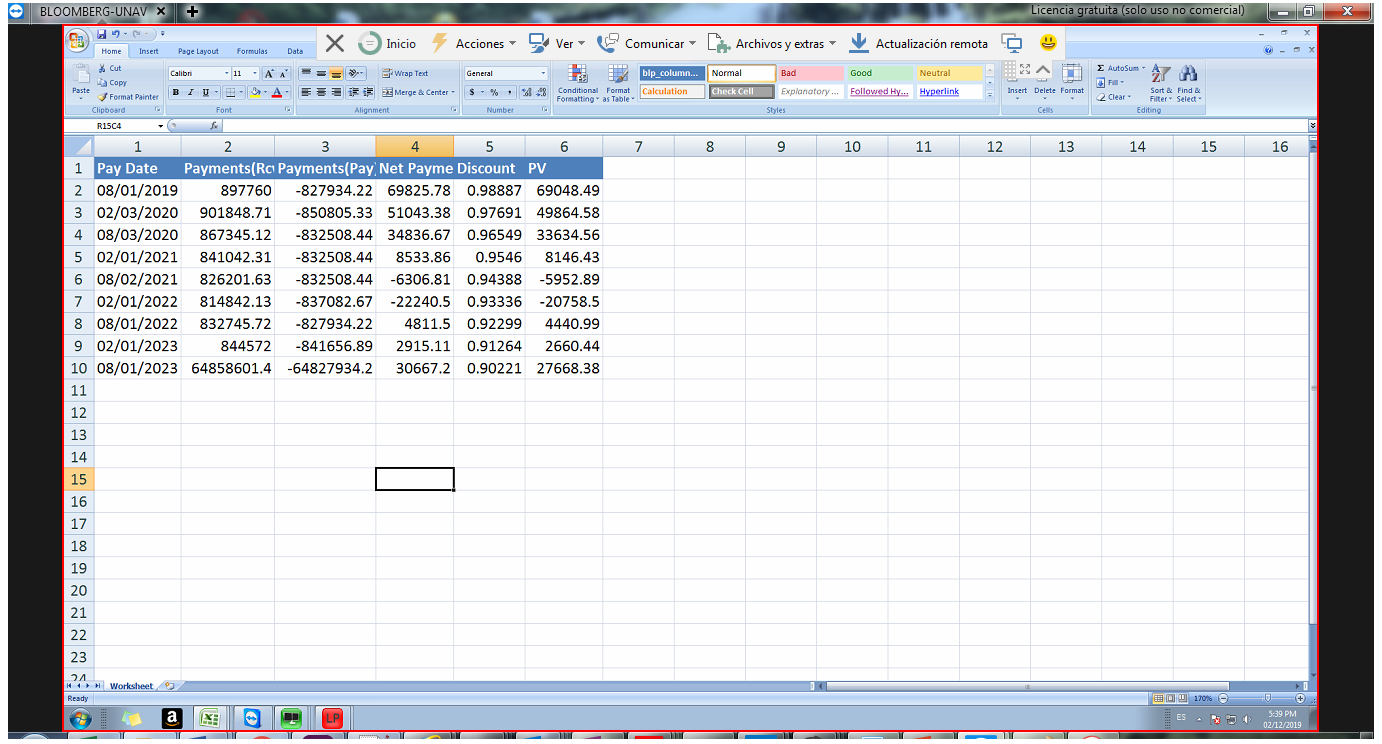 BLOOMBERG-UNAV × + Licencia gratuita (solo uso no comercial)
Home Insert Page Layout Formulas Data Inicio Acciones Ver Comunicar Archivos y extras Actualización remota
Paste Cut Copy Format Painter Clipboard
Calibri 11 A A B I U A Font
Wrap Text Merge & Center Alignment
General $ % , Number
Conditional Formatting Format as Table
blp_column... Normal Bad Good Neutral
Calculation Check Cell Explanatory ... Followed Hy... Hyperlink
Styles
Insert Delete Format Cells
Σ AutoSum Fill Clear Sort & Filter Find & Select Editing
R15C4 fx
1 2 3 4 5 6 7 8 9 10 11 12 13 14 15 16
1 Pay Date Payments(Rcv Payments(Pay) Net Payme Discount PV
2 08/01/2019 897760 -827934.22 69825.78 0.98887 69048.49
3 02/03/2020 901848.71 -850805.33 51043.38 0.97691 49864.58
4 08/03/2020 867345.12 -832508.44 34836.67 0.96549 33634.56
5 02/01/2021 841042.31 -832508.44 8533.86 0.9546 8146.43
6 08/02/2021 826201.63 -832508.44 -6306.81 0.94388 -5952.89
7 02/01/2022 814842.13 -837082.67 -22240.5 0.93336 -20758.5
8 08/01/2022 832745.72 -827934.22 4811.5 0.92299 4440.99
9 02/01/2023 844572 -841656.89 2915.11 0.91264 2660.44
10 08/01/2023 64858601.4 -64827934.2 30667.2 0.90221 27668.38
11
12
13
14
15
16
17
18
19
20
21
22
23
24
Worksheet
Ready 170%
a LP ES 5:39 PM
02/12/2019